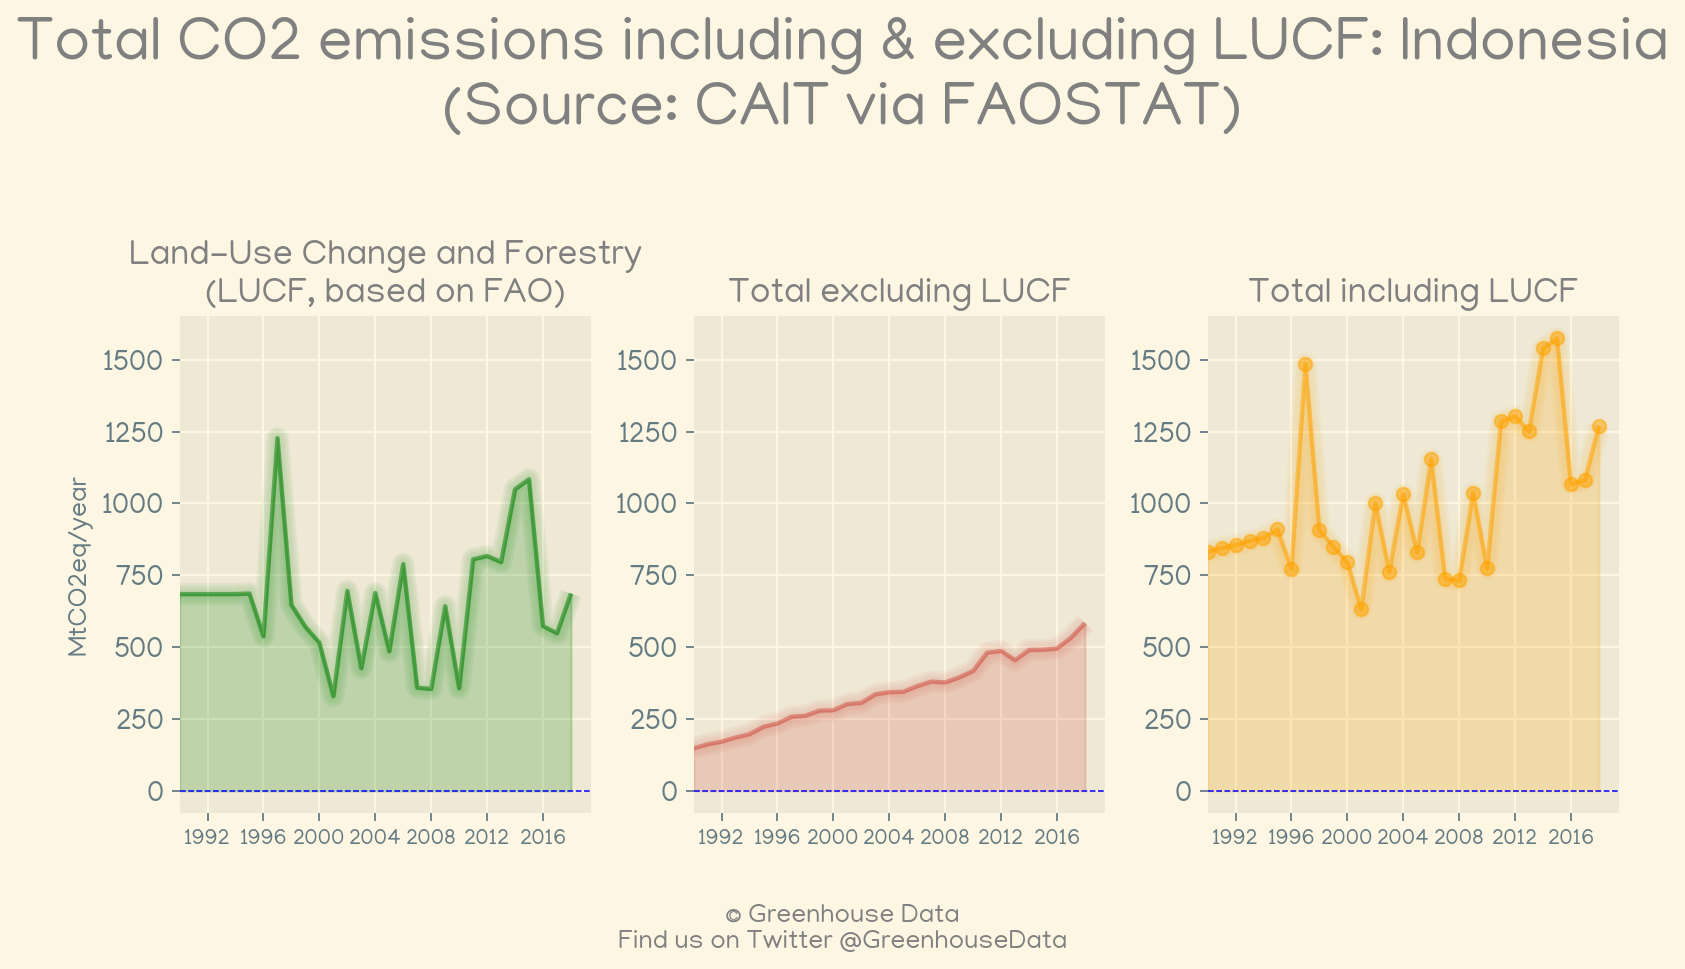 Total CO2 emissions including & excluding LUCF: Indonesia
(Source: CAIT via FAOSTAT)
Land-Use Change and Forestry
(LUCF, based on FAO)
MtCO2eq/year
1500
1250
1000
750
500
250
0
1992 1996 2000 2004 2008 2012 2016
Total excluding LUCF
1500
1250
1000
750
500
250
0
1992 1996 2000 2004 2008 2012 2016
Total including LUCF
1500
1250
1000
750
500
250
0
1992 1996 2000 2004 2008 2012 2016
© Greenhouse Data
Find us on Twitter @GreenhouseData